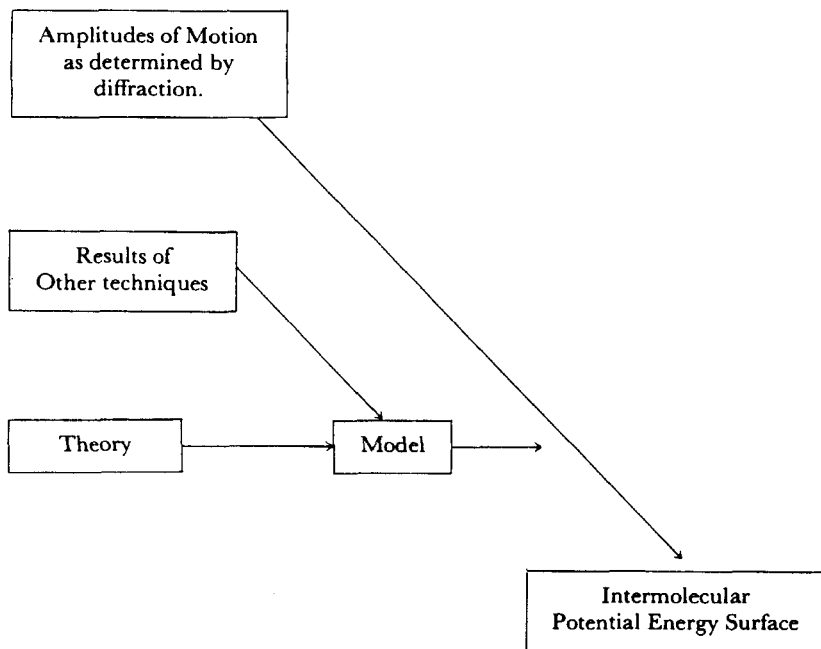 Amplitudes of Motion
as determined by
diffraction.
Results of
Other techniques
Theory
Model
Intermolecular
Potential Energy Surface